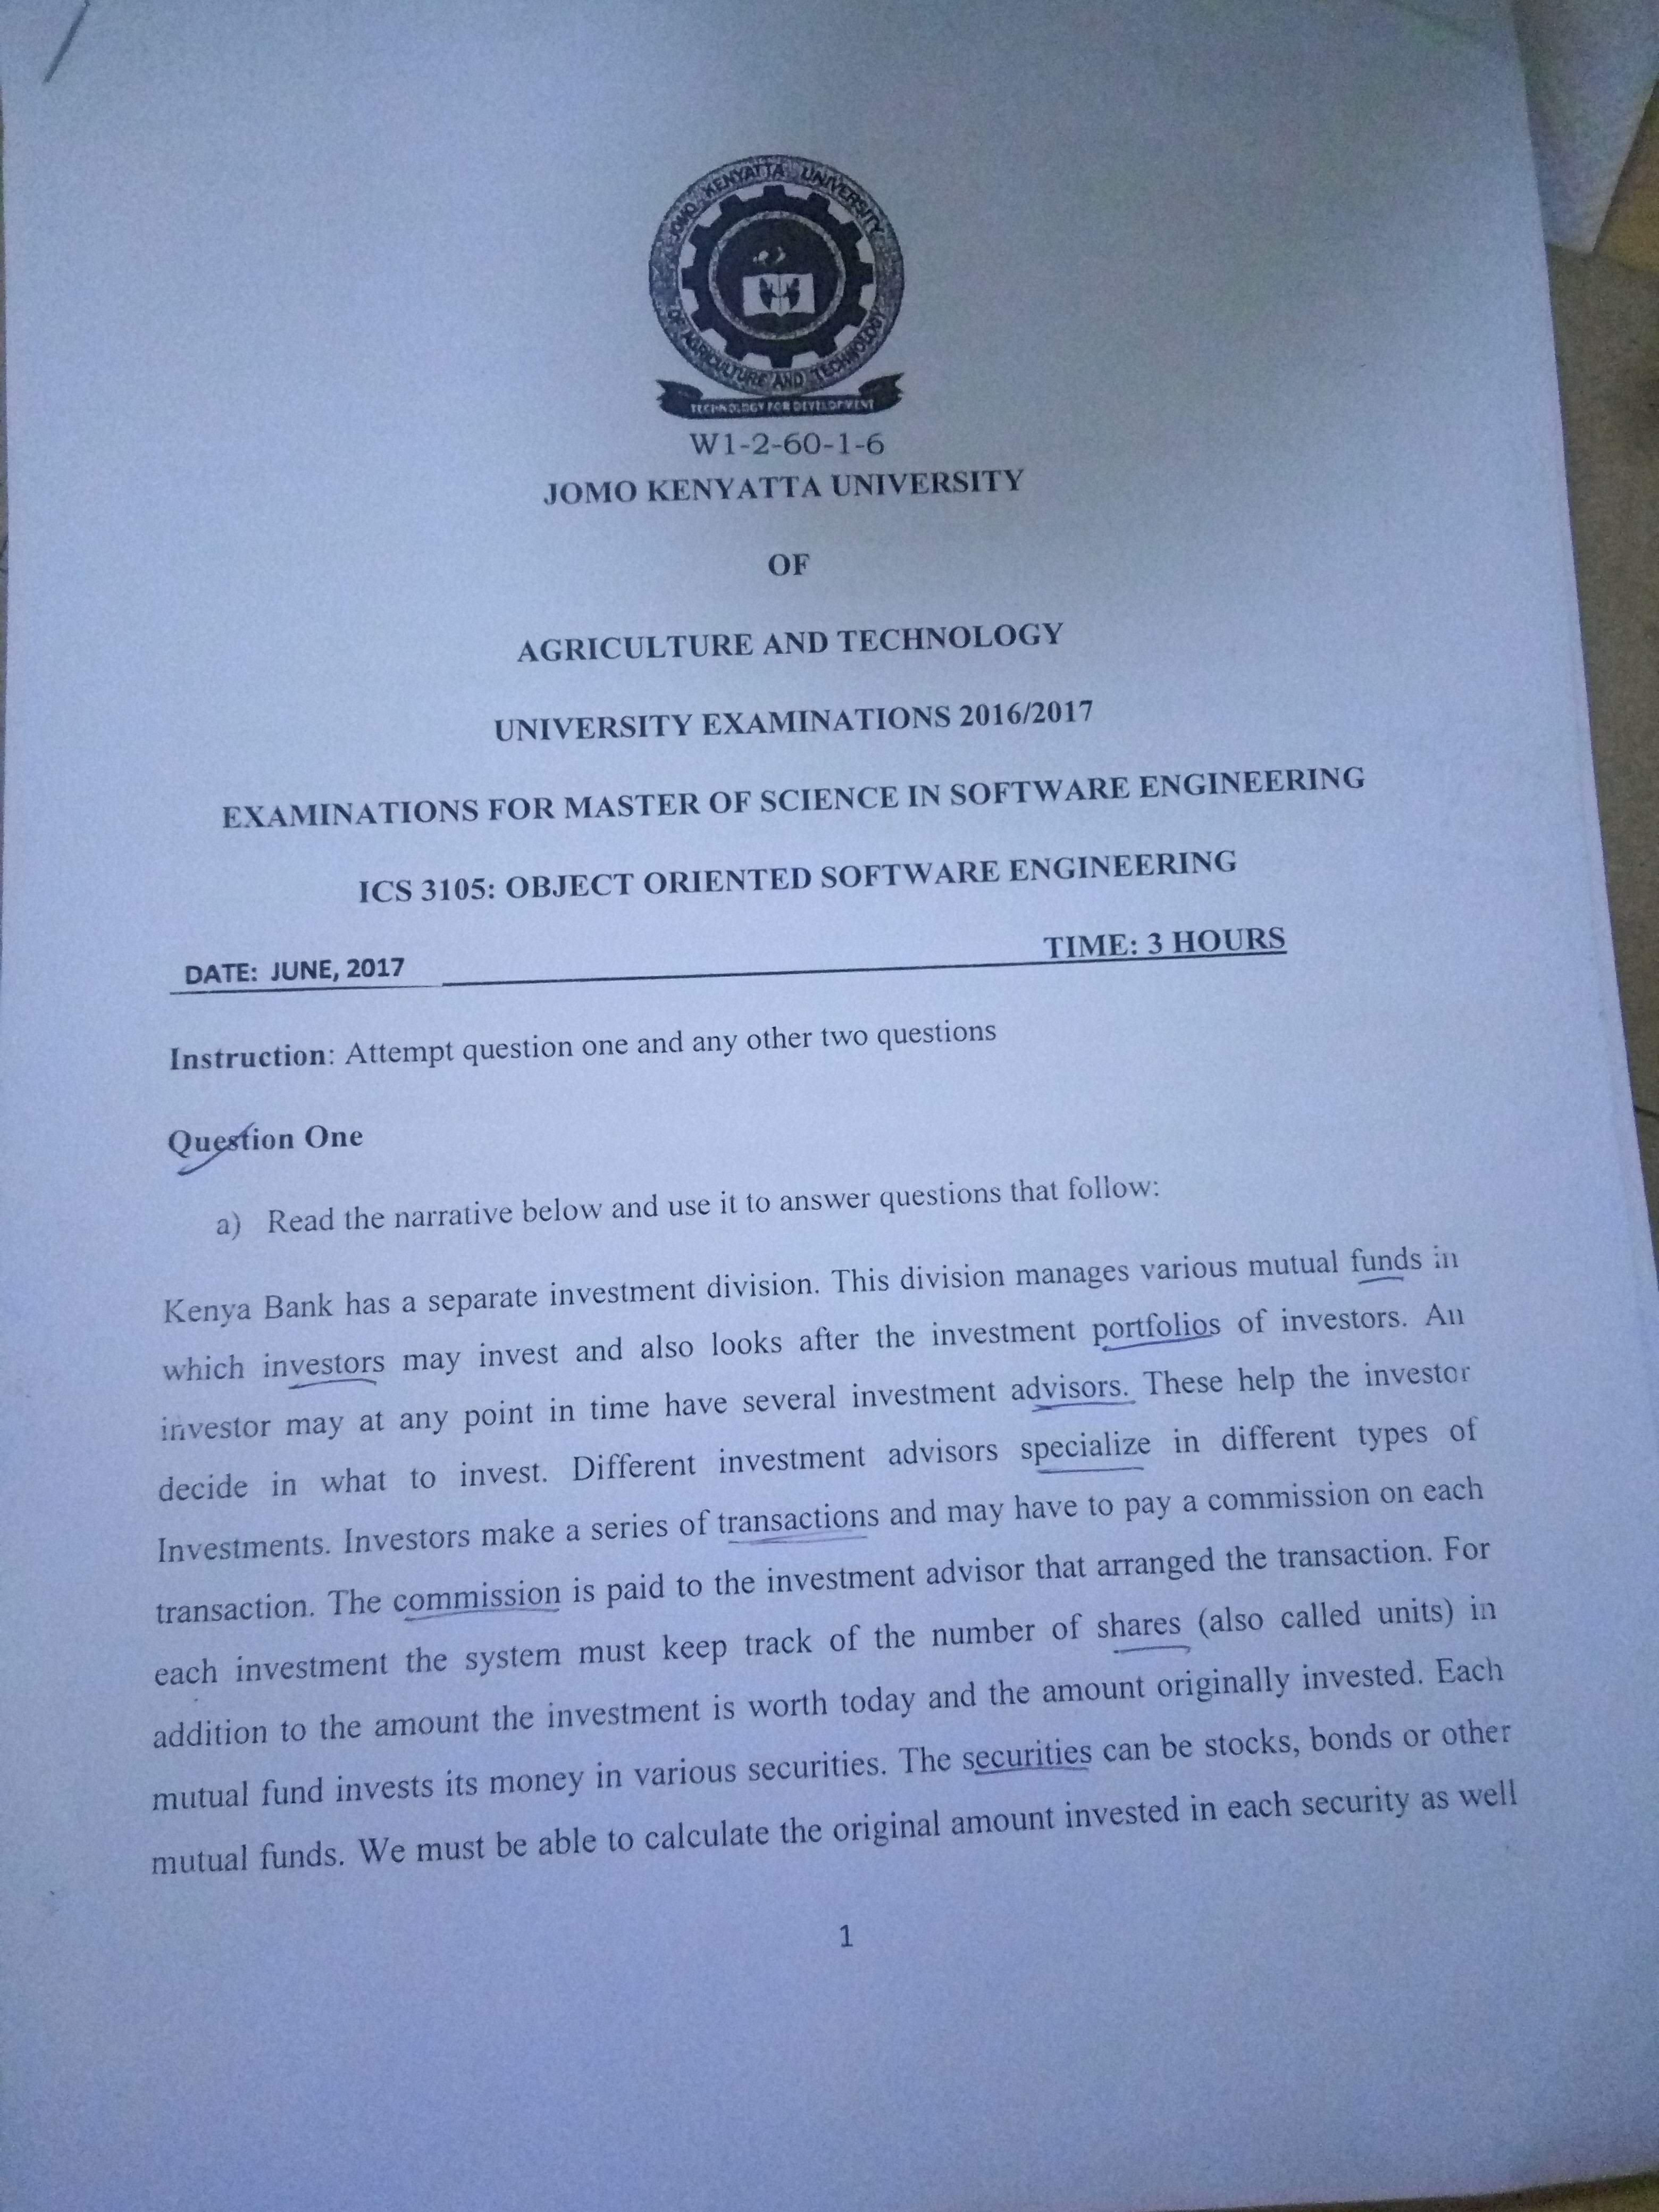 JOMO KENYATTA UNIVERSITY
OF AGRICULTURE AND TECHNOLOGY
TECHNOLOGY FOR DEVELOPMENT
W1-2-60-1-6
JOMO KENYATTA UNIVERSITY
OF
AGRICULTURE AND TECHNOLOGY
UNIVERSITY EXAMINATIONS 2016/2017
EXAMINATIONS FOR MASTER OF SCIENCE IN SOFTWARE ENGINEERING
ICS 3105: OBJECT ORIENTED SOFTWARE ENGINEERING
DATE: JUNE, 2017 TIME: 3 HOURS
Instruction: Attempt question one and any other two questions
Question One
a) Read the narrative below and use it to answer questions that follow:
Kenya Bank has a separate investment division. This division manages various mutual funds in
which investors may invest and also looks after the investment portfolios of investors. An
investor may at any point in time have several investment advisors. These help the investor
decide in what to invest. Different investment advisors specialize in different types of
Investments. Investors make a series of transactions and may have to pay a commission on each
transaction. The commission is paid to the investment advisor that arranged the transaction. For
each investment the system must keep track of the number of shares (also called units) in
addition to the amount the investment is worth today and the amount originally invested. Each
mutual fund invests its money in various securities. The securities can be stocks, bonds or other
mutual funds. We must be able to calculate the original amount invested in each security as well
1